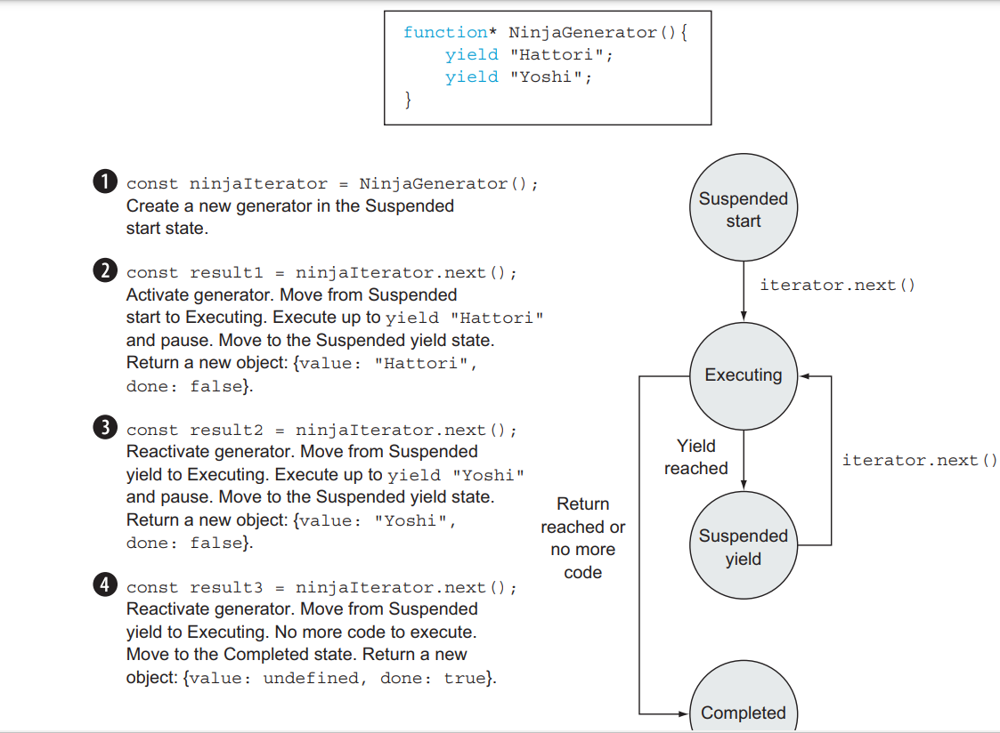 function* NinjaGenerator(){
    yield "Hattori";
    yield "Yoshi";
}
1 const ninjaIterator = NinjaGenerator();
Create a new generator in the Suspended
start state.
2 const result1 = ninjaIterator.next();
Activate generator. Move from Suspended
start to Executing. Execute up to yield "Hattori"
and pause. Move to the Suspended yield state.
Return a new object: {value: "Hattori",
done: false}.
3 const result2 = ninjaIterator.next();
Reactivate generator. Move from Suspended
yield to Executing. Execute up to yield "Yoshi"
and pause. Move to the Suspended yield state.
Return a new object: {value: "Yoshi",
done: false}.
4 const result3 = ninjaIterator.next();
Reactivate generator. Move from Suspended
yield to Executing. No more code to execute.
Move to the Completed state. Return a new
object: {value: undefined, done: true}.
Suspended
start
iterator.next()
Executing
Yield
reached
iterator.next()
Return
reached or
no more
code
Suspended
yield
Completed